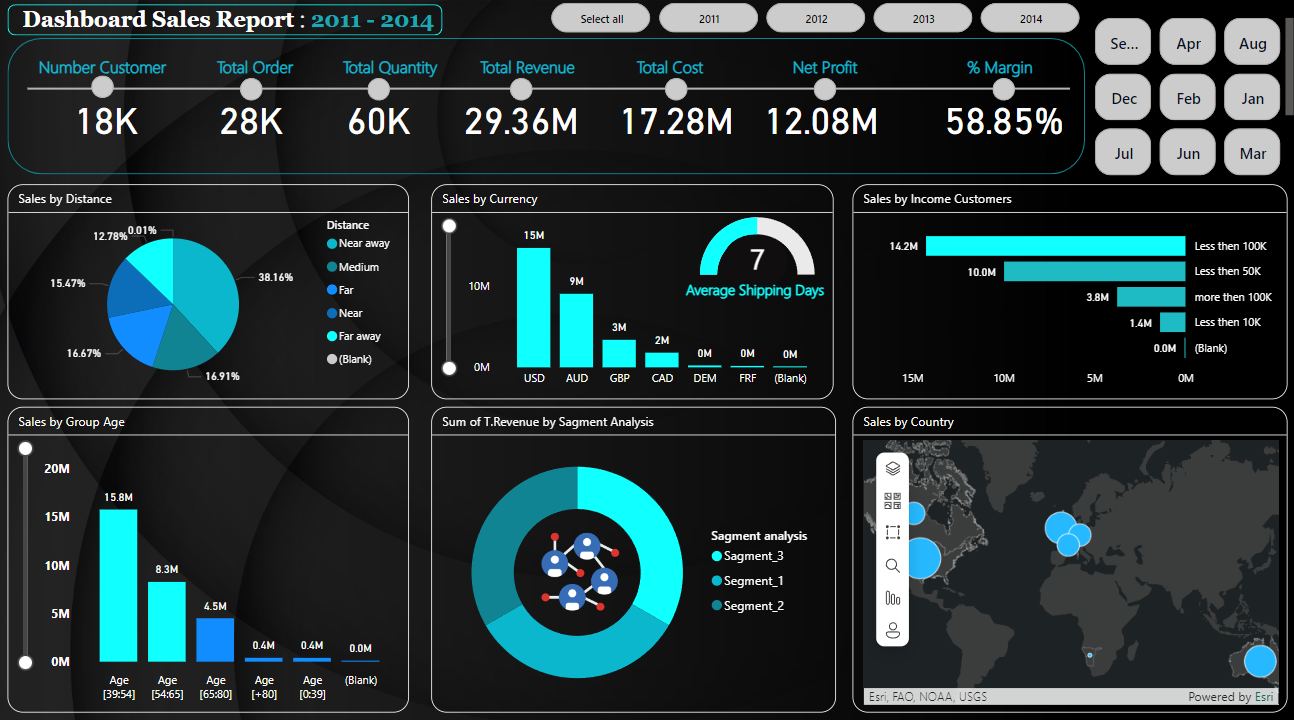 Dashboard Sales Report : 2011 - 2014
Select all
2011
2012
2013
2014
Se...
Apr
Aug
Dec
Feb
Jan
Jul
Jun
Mar
Number Customer
18K
Total Order
28K
Total Quantity
60K
Total Revenue
29.36M
Total Cost
17.28M
Net Profit
12.08M
% Margin
58.85%
Sales by Distance
0.01%
12.78%
15.47%
16.67%
16.91%
38.16%
Distance
Near away
Medium
Far
Near
Far away
(Blank)
Sales by Currency
10M
0M
15M
9M
3M
2M
0M
0M
0M
USD
AUD
GBP
CAD
DEM
FRF
(Blank)
7
Average Shipping Days
Sales by Income Customers
14.2M
Less then 100K
10.0M
Less then 50K
3.8M
more then 100K
1.4M
Less then 10K
0.0M
(Blank)
15M
10M
5M
0M
Sales by Group Age
20M
15M
10M
5M
0M
15.8M
8.3M
4.5M
0.4M
0.4M
0.0M
Age
[39:54]
Age
[54:65]
Age
[65:80]
Age
[+80]
Age
[0:39]
(Blank)
Sum of T.Revenue by Sagment Analysis
Sagment analysis
Sagment_3
Segment_1
Segment_2
Sales by Country
Esri, FAO, NOAA, USGS
Powered by Esri